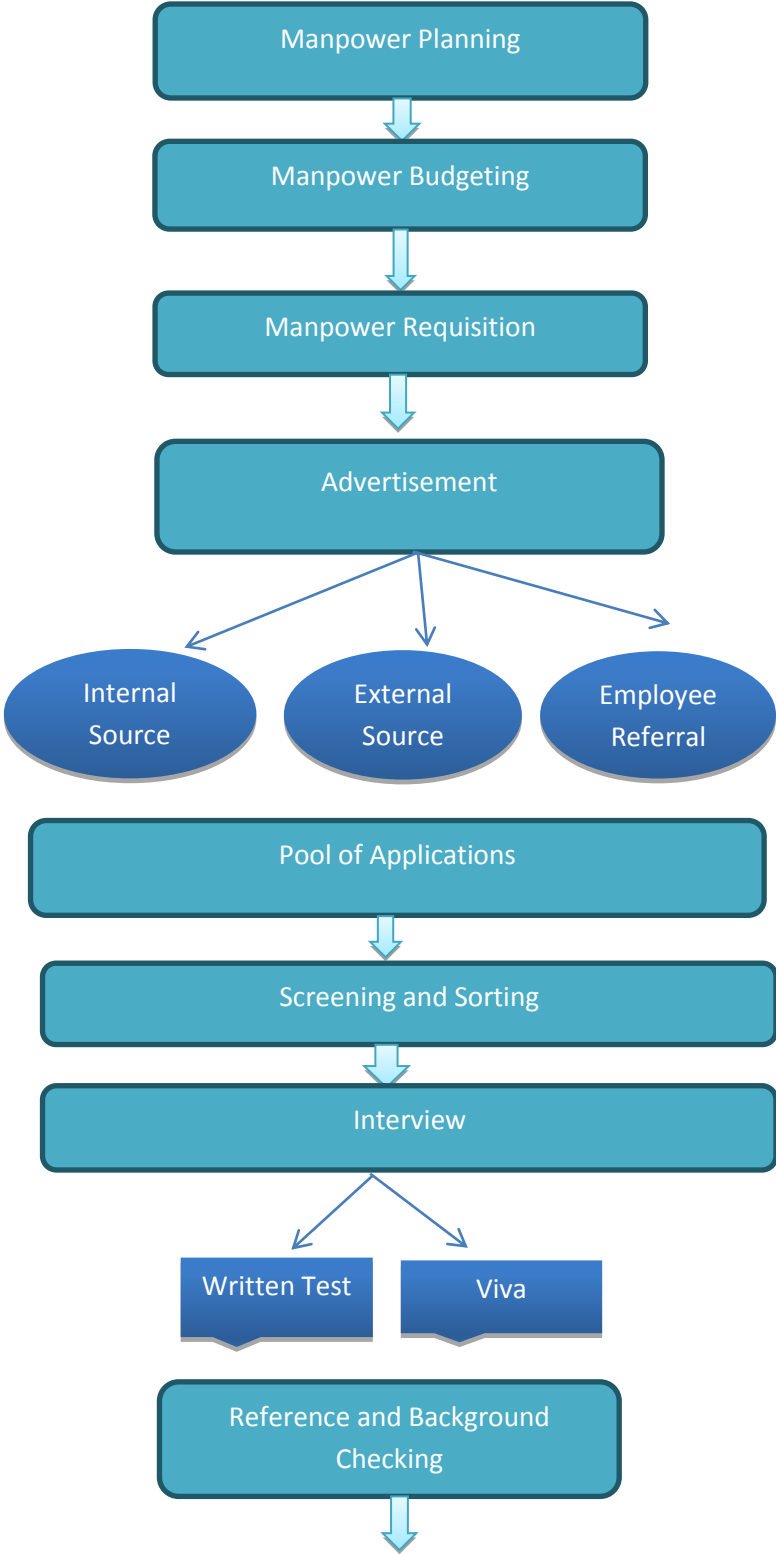 Manpower Planning
Manpower Budgeting
Manpower Requisition
Advertisement
Internal
Source
External
Source
Employee
Referral
Pool of Applications
Screening and Sorting
Interview
Written Test
Viva
Reference and Background
Checking